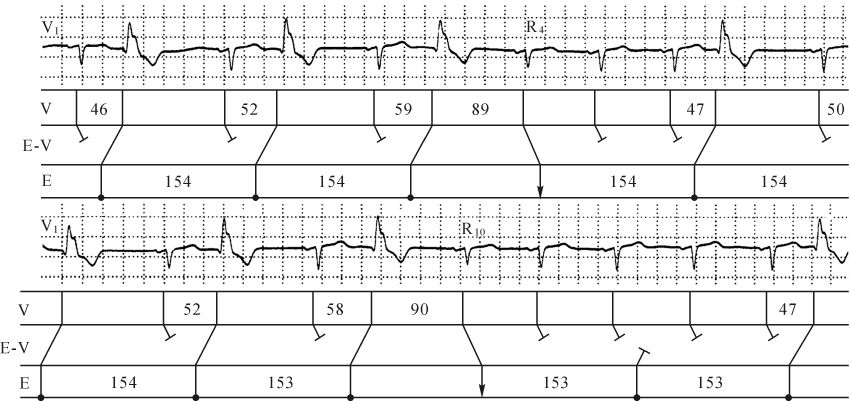 V₁ R₄
V 46 52 59 89 47 50
E-V
E 154 154 154 154
V₁ R₁₀
V 52 58 90 47
E-V
E 154 153 153 153